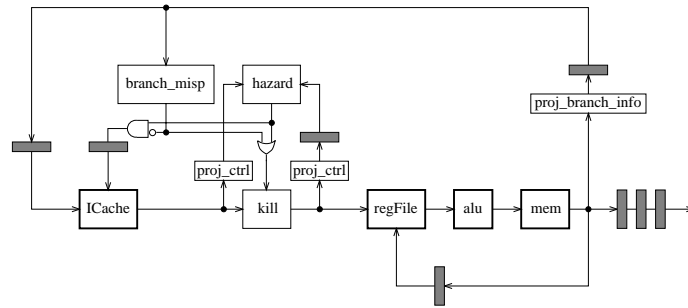 branch_misp
hazard
proj_branch_info
proj_ctrl
proj_ctrl
ICache
kill
regFile
alu
mem